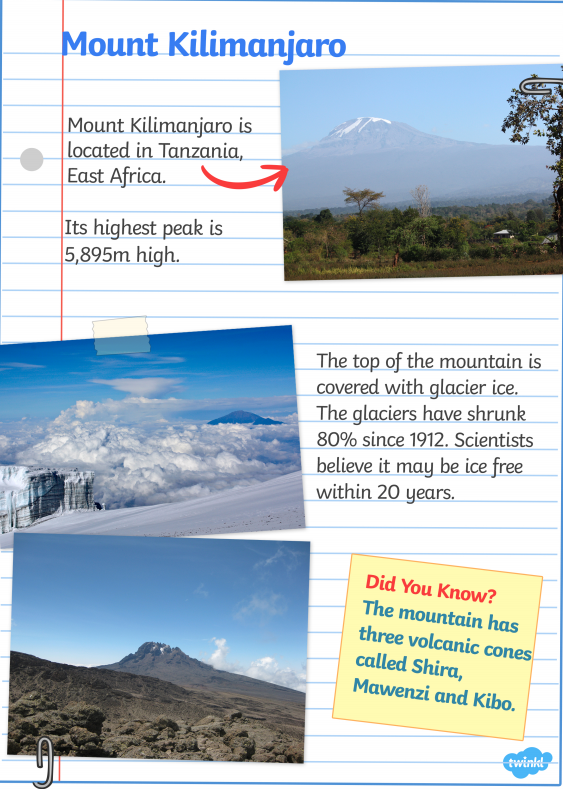 Mount Kilimanjaro
Mount Kilimanjaro is
located in Tanzania,
East Africa.
Its highest peak is
5,895m high.
The top of the mountain is
covered with glacier ice.
The glaciers have shrunk
80% since 1912. Scientists
believe it may be ice free
within 20 years.
Did You Know?
The mountain has
three volcanic cones
called Shira,
Mawenzi and Kibo.
twinkl